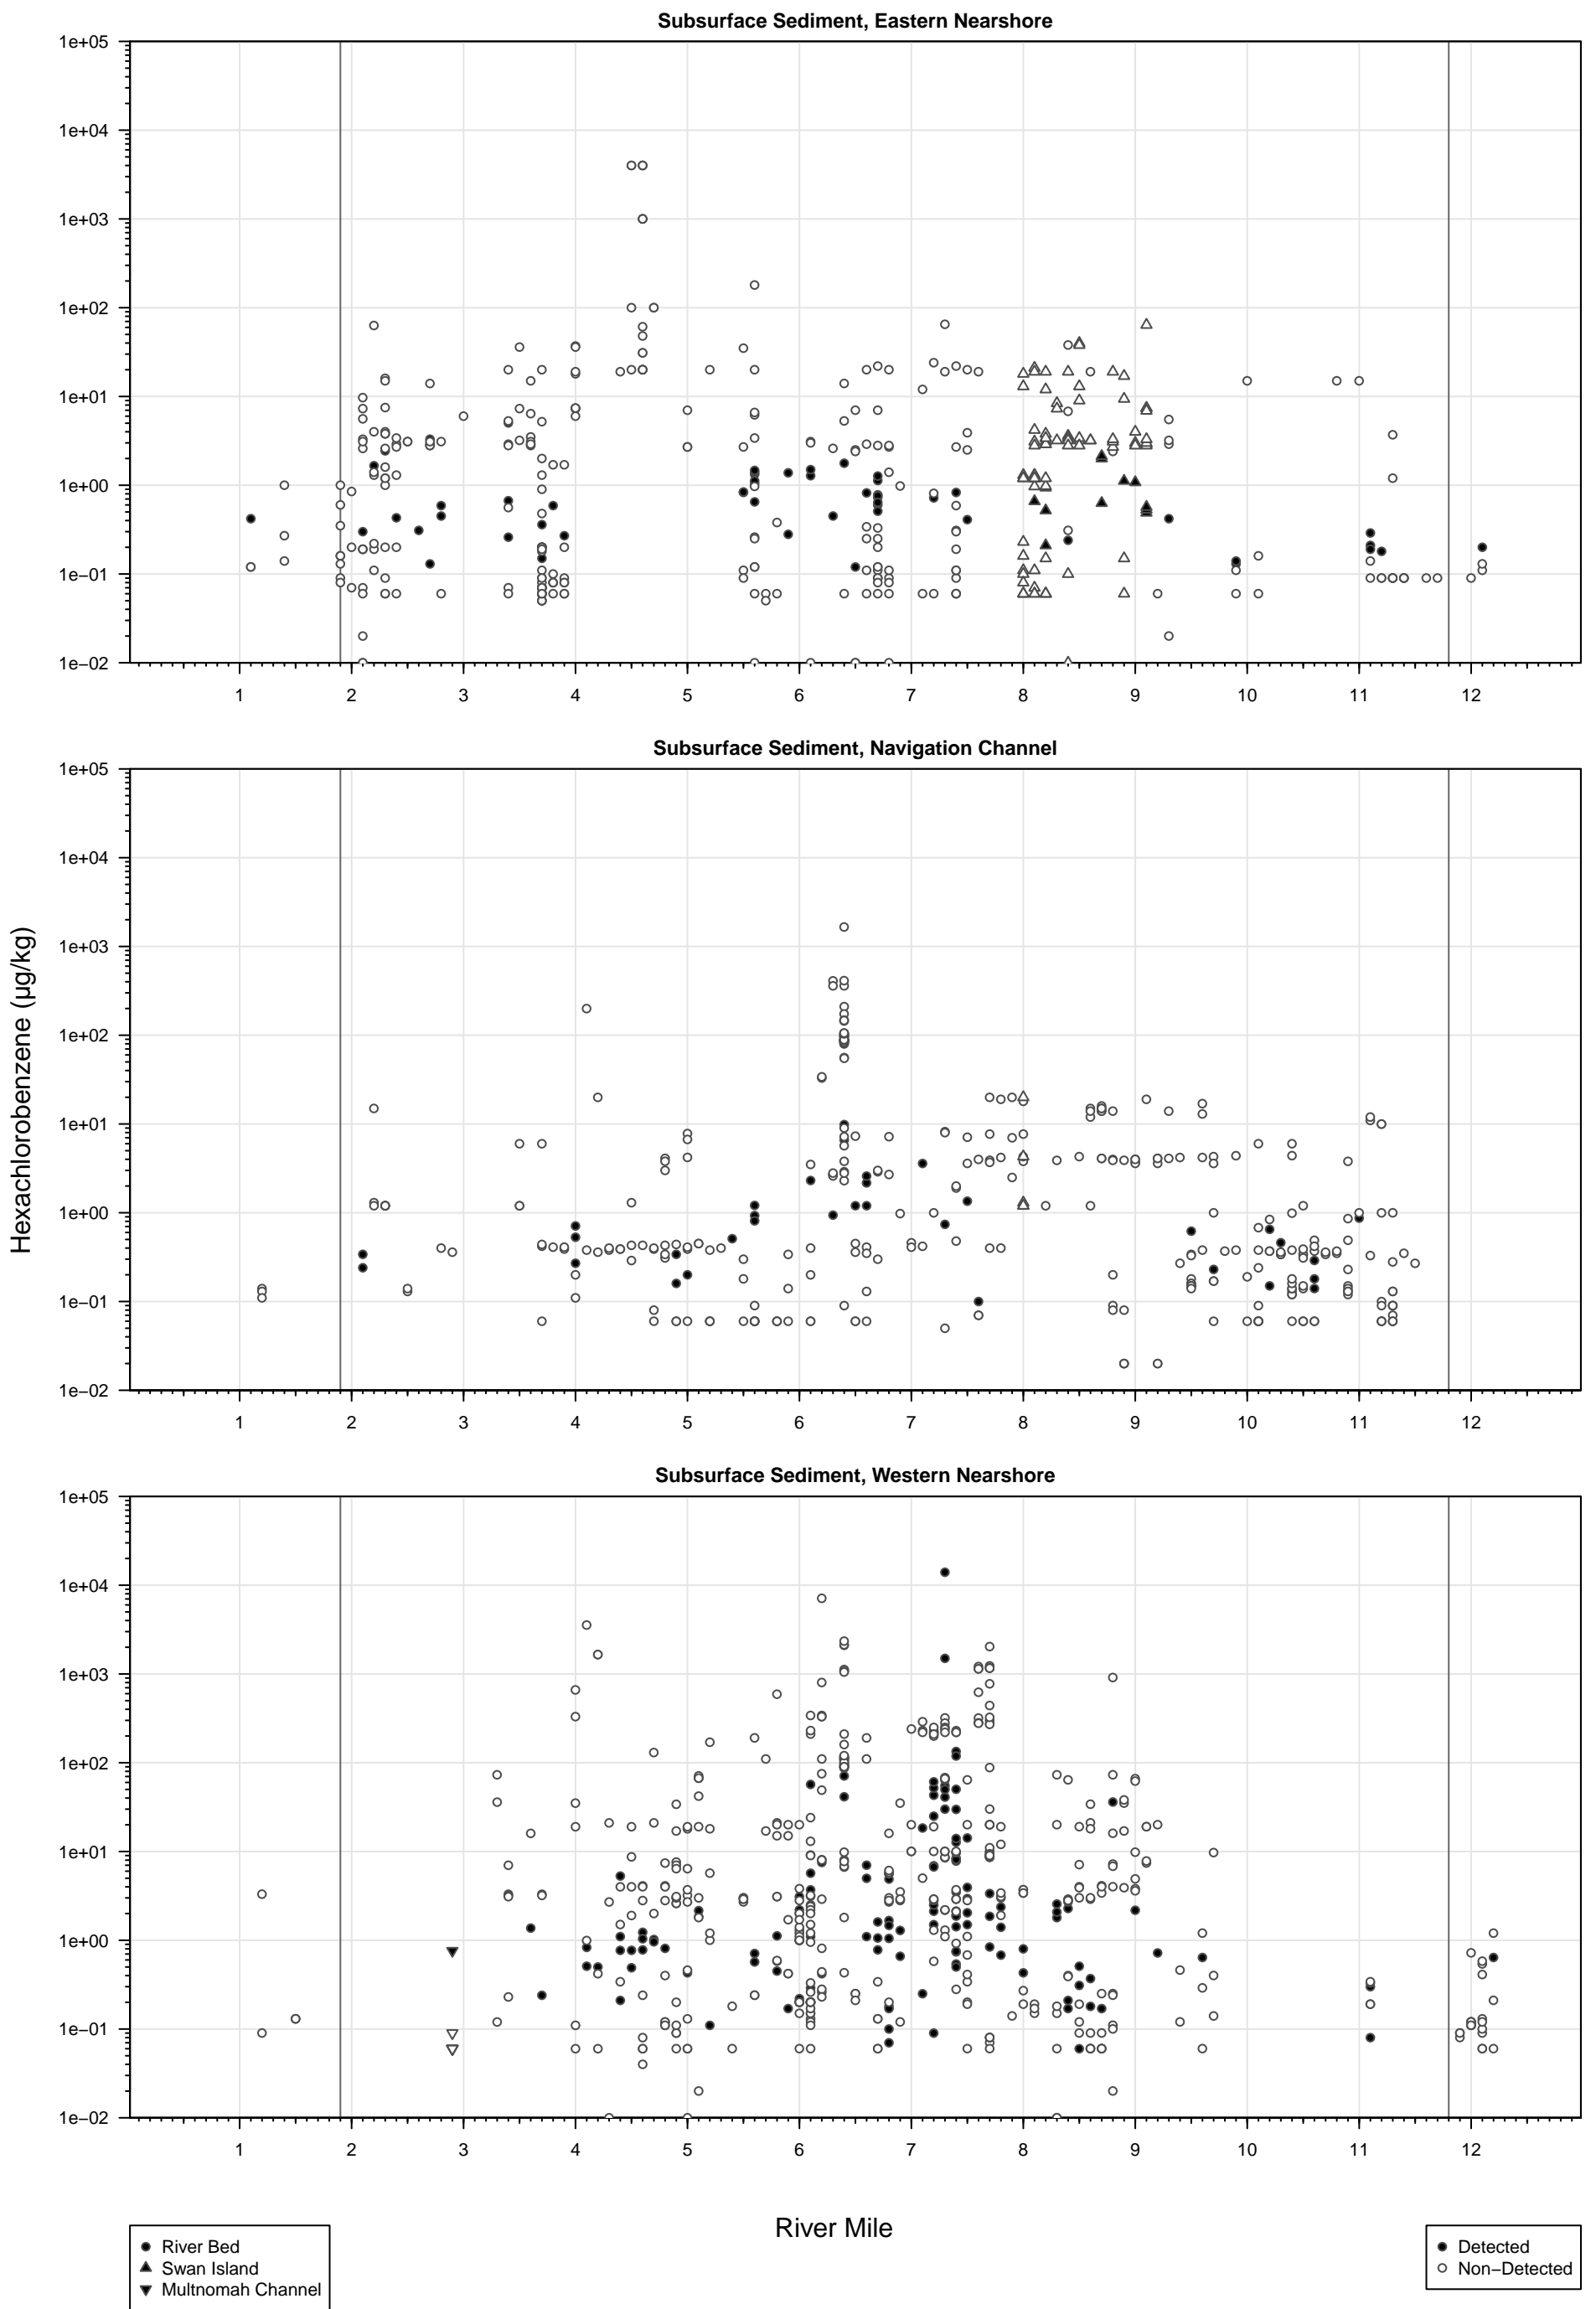 Subsurface Sediment, Eastern Nearshore
1e+05
1e+04
1e+03
1e+02
1e+01
1e+00
1e−01
1e−02
1 2 3 4 5 6 7 8 9 10 11 12
Subsurface Sediment, Navigation Channel
1e+05
1e+04
1e+03
1e+02
1e+01
1e+00
1e−01
1e−02
1 2 3 4 5 6 7 8 9 10 11 12
Hexachlorobenzene (µg/kg)
Subsurface Sediment, Western Nearshore
1e+05
1e+04
1e+03
1e+02
1e+01
1e+00
1e−01
1e−02
1 2 3 4 5 6 7 8 9 10 11 12
River Mile
River Bed
Swan Island
Multnomah Channel
Detected
Non−Detected